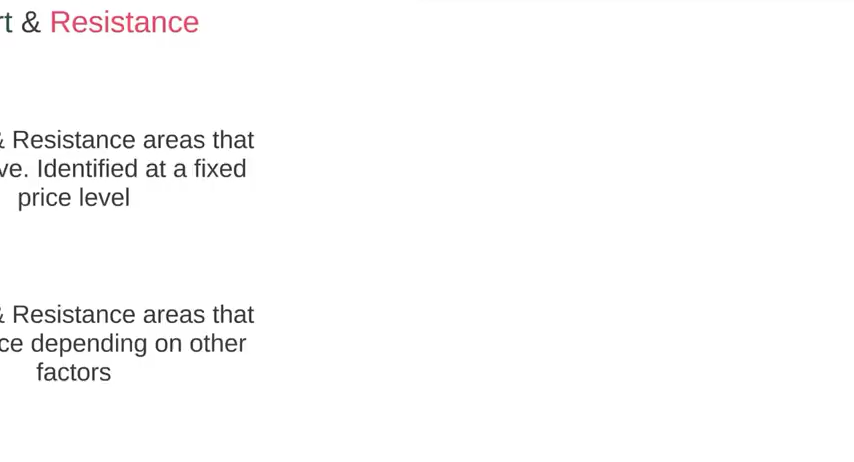 rt & Resistance
& Resistance areas that
ve. Identified at a fixed
price level
& Resistance areas that
ce depending on other
factors